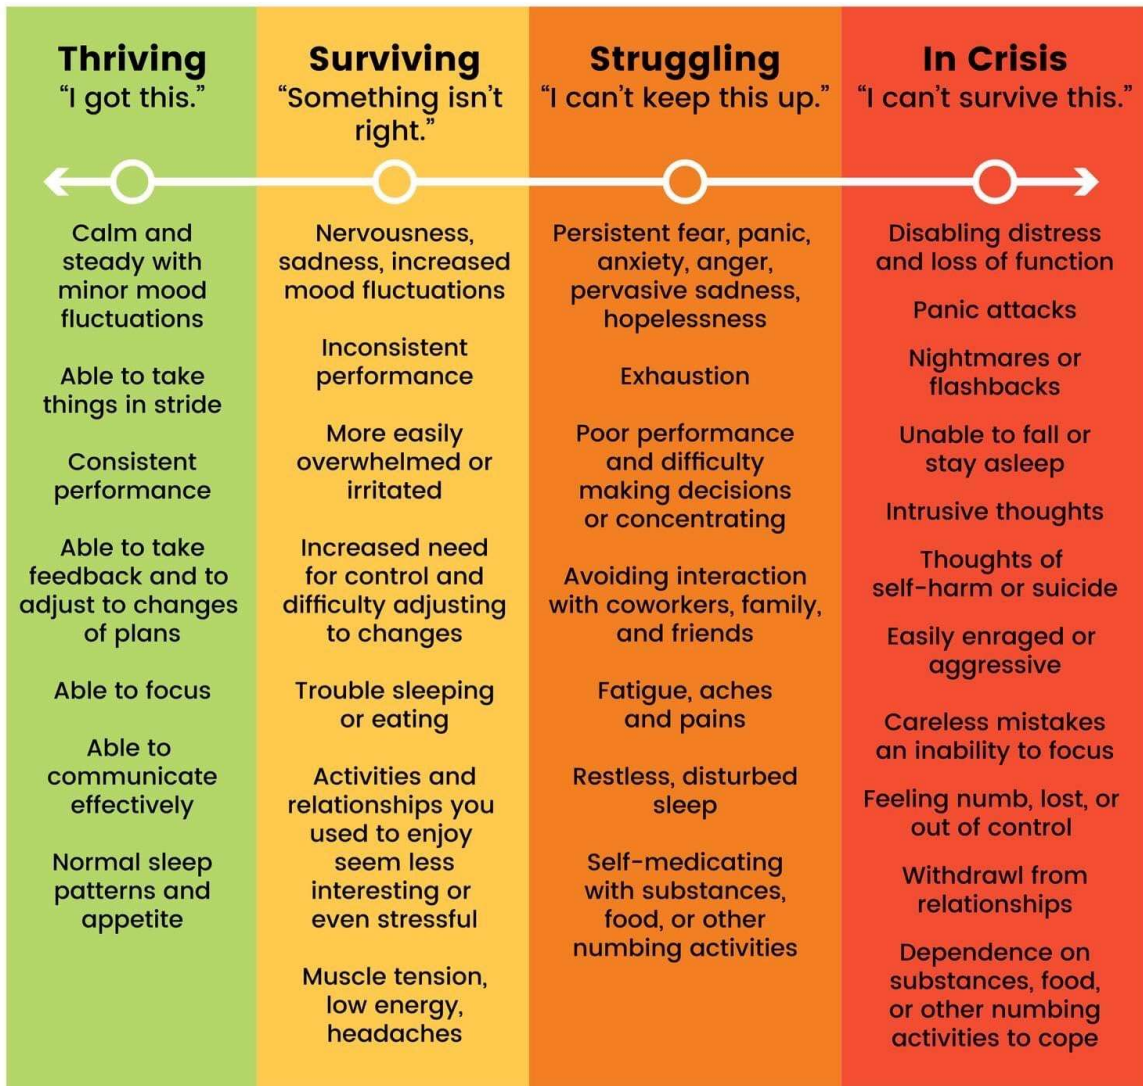 Thriving
“I got this.”
Calm and
steady with
minor mood
fluctuations
Able to take
things in stride
Consistent
performance
Able to take
feedback and to
adjust to changes
of plans
Able to focus
Able to
communicate
effectively
Normal sleep
patterns and
appetite
Surviving
“Something isn’t
right.”
Nervousness,
sadness, increased
mood fluctuations
Inconsistent
performance
More easily
overwhelmed or
irritated
Increased need
for control and
difficulty adjusting
to changes
Trouble sleeping
or eating
Activities and
relationships you
used to enjoy
seem less
interesting or
even stressful
Muscle tension,
low energy,
headaches
Struggling
“I can’t keep this up.”
Persistent fear, panic,
anxiety, anger,
pervasive sadness,
hopelessness
Exhaustion
Poor performance
and difficulty
making decisions
or concentrating
Avoiding interaction
with coworkers, family,
and friends
Fatigue, aches
and pains
Restless, disturbed
sleep
Self-medicating
with substances,
food, or other
numbing activities
In Crisis
“I can’t survive this.”
Disabling distress
and loss of function
Panic attacks
Nightmares or
flashbacks
Unable to fall or
stay asleep
Intrusive thoughts
Thoughts of
self-harm or suicide
Easily enraged or
aggressive
Careless mistakes
an inability to focus
Feeling numb, lost, or
out of control
Withdrawl from
relationships
Dependence on
substances, food,
or other numbing
activities to cope